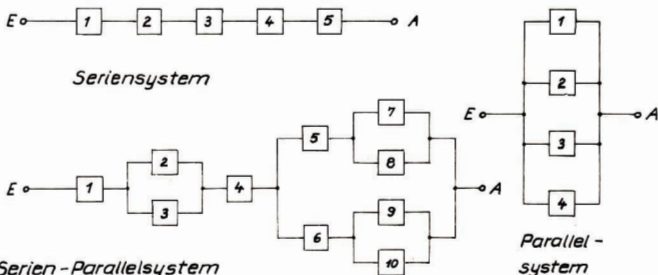 E 1 2 3 4 5 A
Seriensystem
E 1 2 3 4 5 6 7 8 9 10 A
Serien-Parallelsystem
E 1 2 3 4 A
Parallel-
system